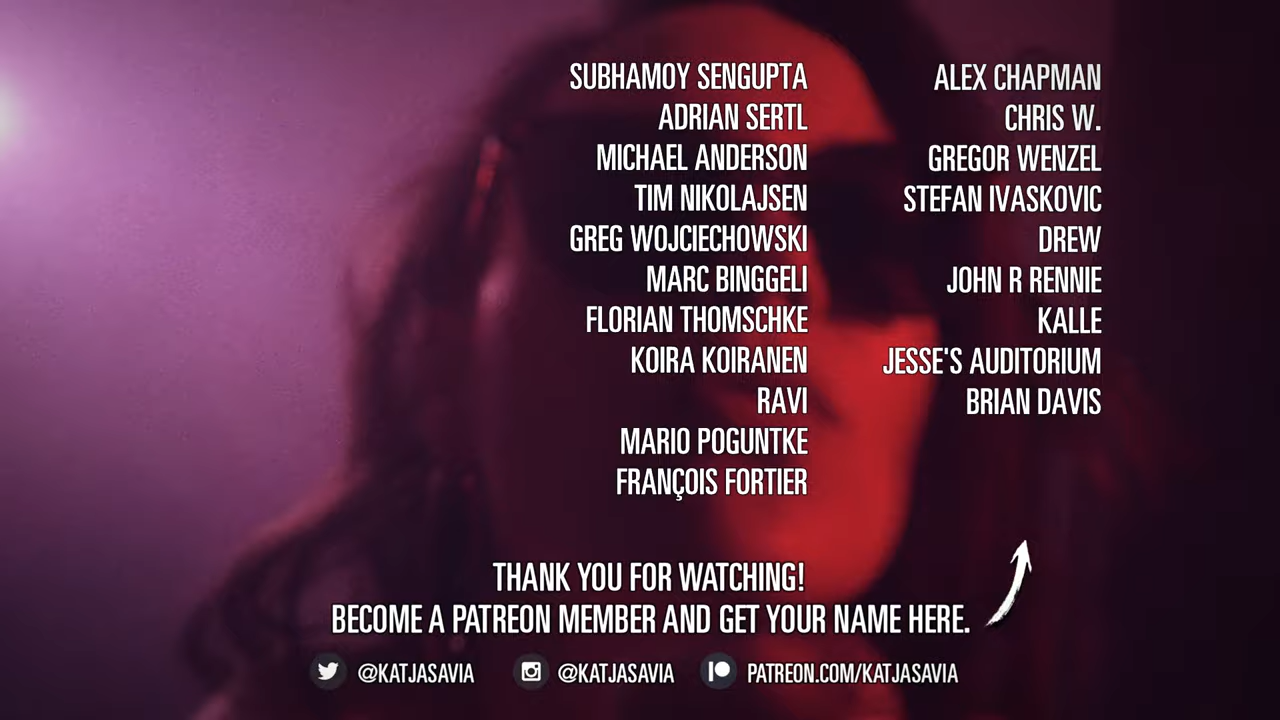 SUBHAMOY SENGUPTA
ADRIAN SERTL
MICHAEL ANDERSON
TIM NIKOLAJSEN
GREG WOJCIECHOWSKI
MARC BINGGELI
FLORIAN THOMSCHKE
KOIRA KOIRANEN
RAVI
MARIO POGUNTKE
FRANÇOIS FORTIER
ALEX CHAPMAN
CHRIS W.
GREGOR WENZEL
STEFAN IVASKOVIC
DREW
JOHN R RENNIE
KALLE
JESSE'S AUDITORIUM
BRIAN DAVIS
THANK YOU FOR WATCHING!
BECOME A PATREON MEMBER AND GET YOUR NAME HERE.
@KATJASAVIA @KATJASAVIA PATREON.COM/KATJASAVIA